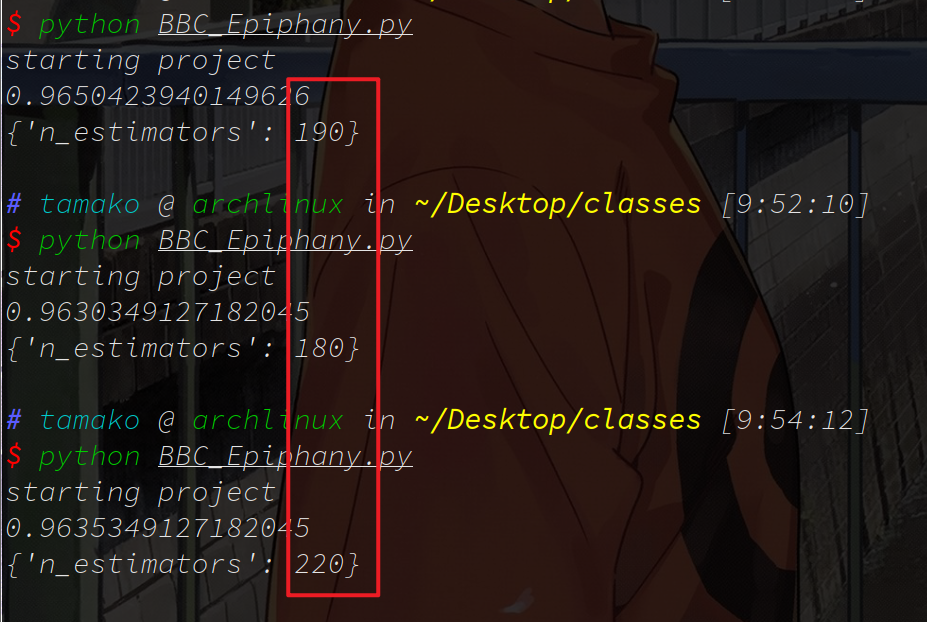 $ python BBC_Epiphany.py
starting project
0.9650423940149626
{'n_estimators': 190}
# tamako @ archlinux in ~/Desktop/classes [9:52:10]
$ python BBC_Epiphany.py
starting project
0.9630349127182045
{'n_estimators': 180}
# tamako @ archlinux in ~/Desktop/classes [9:54:12]
$ python BBC_Epiphany.py
starting project
0.9635349127182045
{'n_estimators': 220}